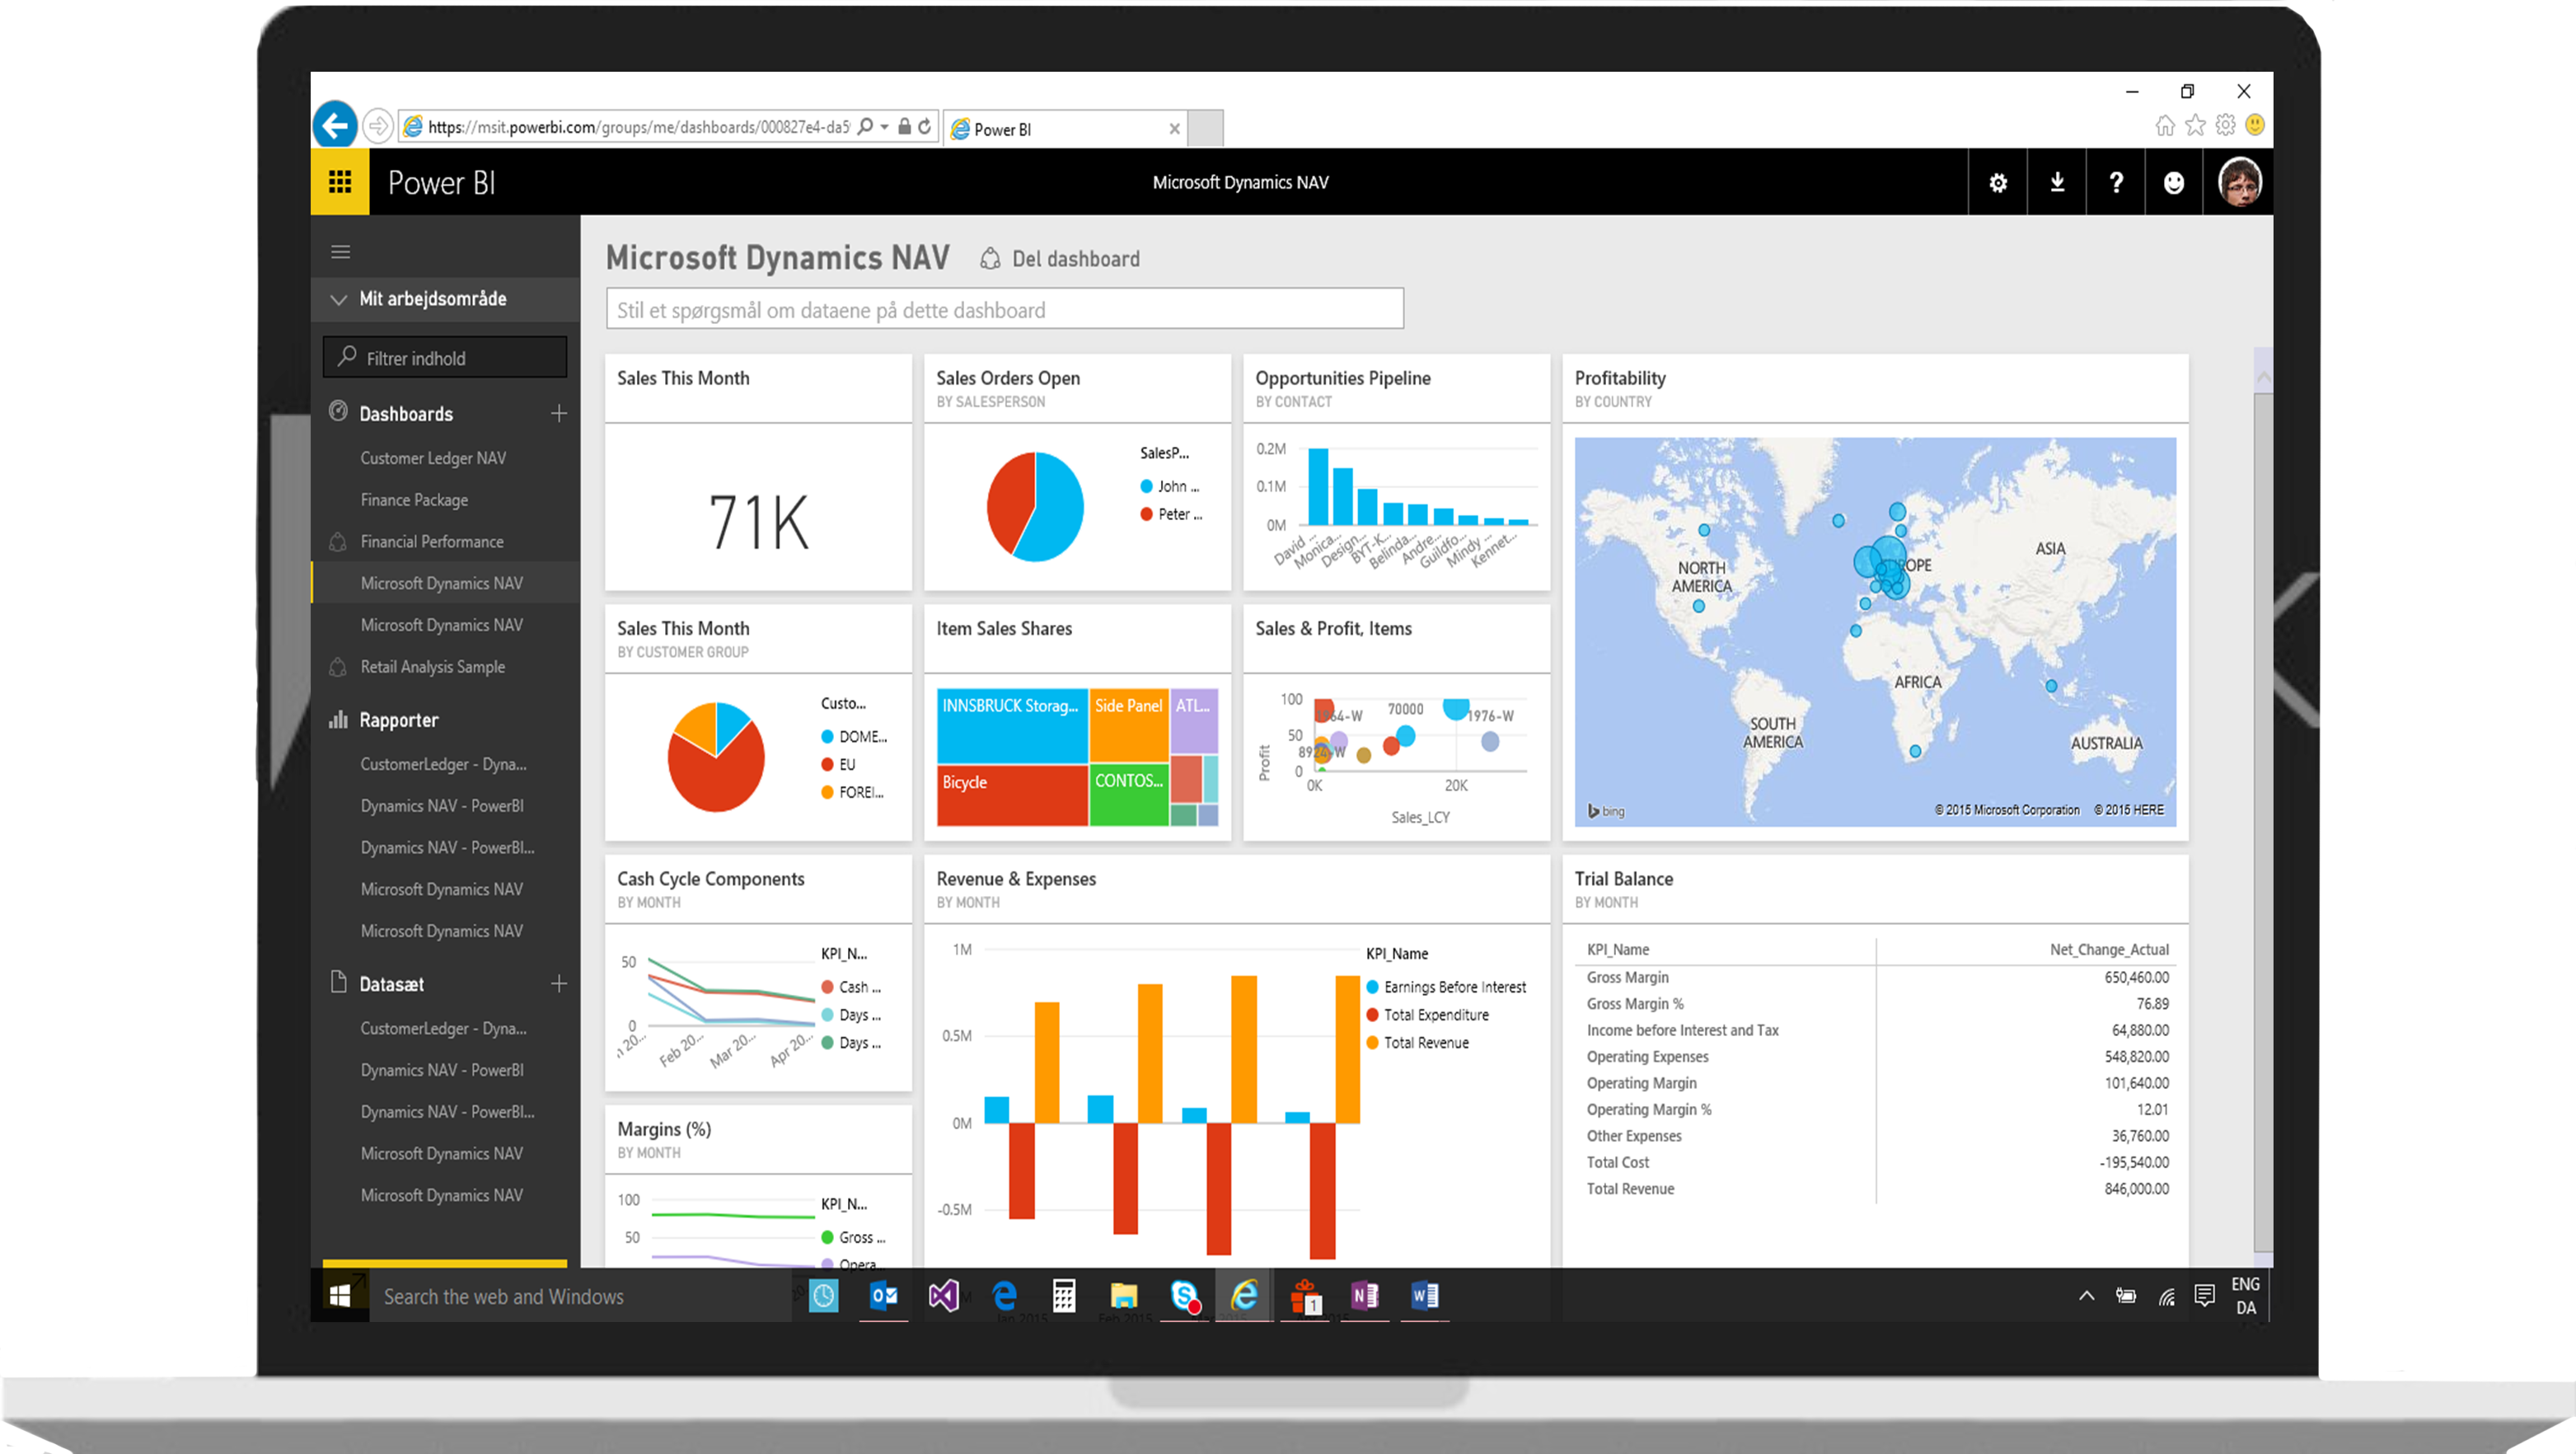 https://msit.powerbi.com/groups/me/dashboards/000827e4-da5
Power BI
Power BI
Microsoft Dynamics NAV
Mit arbejdsområde
Filtrer indhold
Dashboards
Customer Ledger NAV
Finance Package
Financial Performance
Microsoft Dynamics NAV
Microsoft Dynamics NAV
Retail Analysis Sample
Rapporter
CustomerLedger - Dyna...
Dynamics NAV - PowerBI
Dynamics NAV - PowerBI...
Microsoft Dynamics NAV
Microsoft Dynamics NAV
Datasæt
CustomerLedger - Dyna...
Dynamics NAV - PowerBI
Dynamics NAV - PowerBI...
Microsoft Dynamics NAV
Microsoft Dynamics NAV
Microsoft Dynamics NAV
Del dashboard
Stil et spørgsmål om dataene på dette dashboard
Sales This Month
71K
Sales Orders Open
BY SALESPERSON
SalesP...
John ...
Peter ...
Opportunities Pipeline
BY CONTACT
0.2M
0.1M
0M
David ...
Monica...
Design...
BYT-K...
Belinda...
Andre...
Guildfo...
Mindy ...
Kennet...
Profitability
BY COUNTRY
NORTH
AMERICA
ROPE
ASIA
AFRICA
SOUTH
AMERICA
AUSTRALIA
bing
© 2015 Microsoft Corporation © 2015 HERE
Sales This Month
BY CUSTOMER GROUP
Custo...
DOME...
EU
FOREI...
Item Sales Shares
INNSBRUCK Storag...
Side Panel
ATL...
Bicycle
CONTOS...
Sales & Profit, Items
100
50
0
Profit
1964-W
70000
1976-W
8924-W
0K
20K
Sales_LCY
Cash Cycle Components
BY MONTH
50
0
n 20...
Feb 20...
Mar 20...
Apr 20...
KPI_N...
Cash ...
Days ...
Days ...
Margins (%)
BY MONTH
100
50
KPI_N...
Gross ...
Opera...
Revenue & Expenses
BY MONTH
1M
0.5M
0M
-0.5M
KPI_Name
Earnings Before Interest
Total Expenditure
Total Revenue
Jan 2015
Feb 2015
Trial Balance
BY MONTH
KPI_Name Net_Change_Actual
Gross Margin 650,460.00
Gross Margin % 76.89
Income before Interest and Tax 64,880.00
Operating Expenses 548,820.00
Operating Margin 101,640.00
Operating Margin % 12.01
Other Expenses 36,760.00
Total Cost -195,540.00
Total Revenue 846,000.00
Search the web and Windows
1
ENG
DA